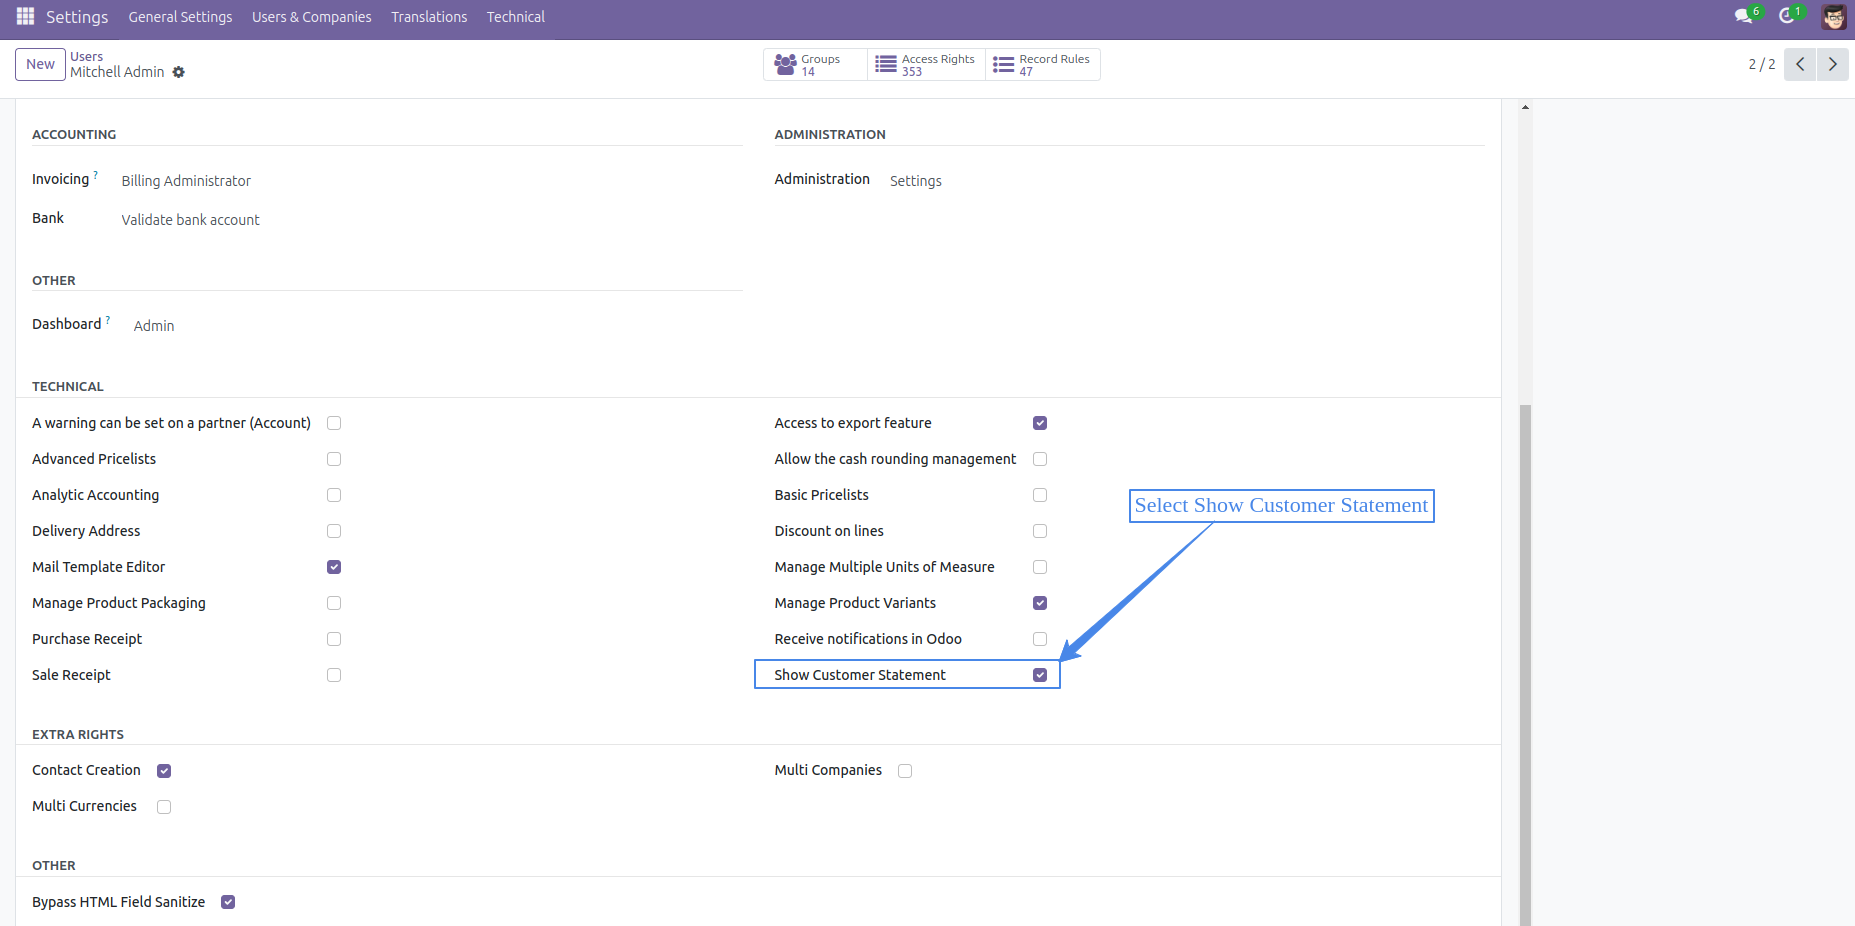 Settings General Settings Users & Companies Translations Technical 6 1
New Users Groups Access Rights Record Rules 2 / 2
Mitchell Admin 14 353 47
ACCOUNTING ADMINISTRATION
Invoicing ? Billing Administrator Administration Settings
Bank Validate bank account
OTHER
Dashboard ? Admin
TECHNICAL
A warning can be set on a partner (Account) Access to export feature
Advanced Pricelists Allow the cash rounding management
Analytic Accounting Basic Pricelists
Select Show Customer Statement
Delivery Address Discount on lines
Mail Template Editor Manage Multiple Units of Measure
Manage Product Packaging Manage Product Variants
Purchase Receipt Receive notifications in Odoo
Sale Receipt Show Customer Statement
EXTRA RIGHTS
Contact Creation Multi Companies
Multi Currencies
OTHER
Bypass HTML Field Sanitize